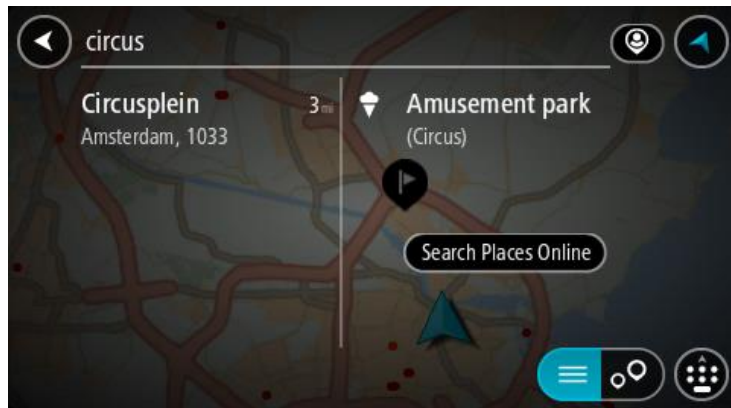 circus
Circusplein 3 mi
Amsterdam, 1033
Amusement park
(Circus)
Search Places Online